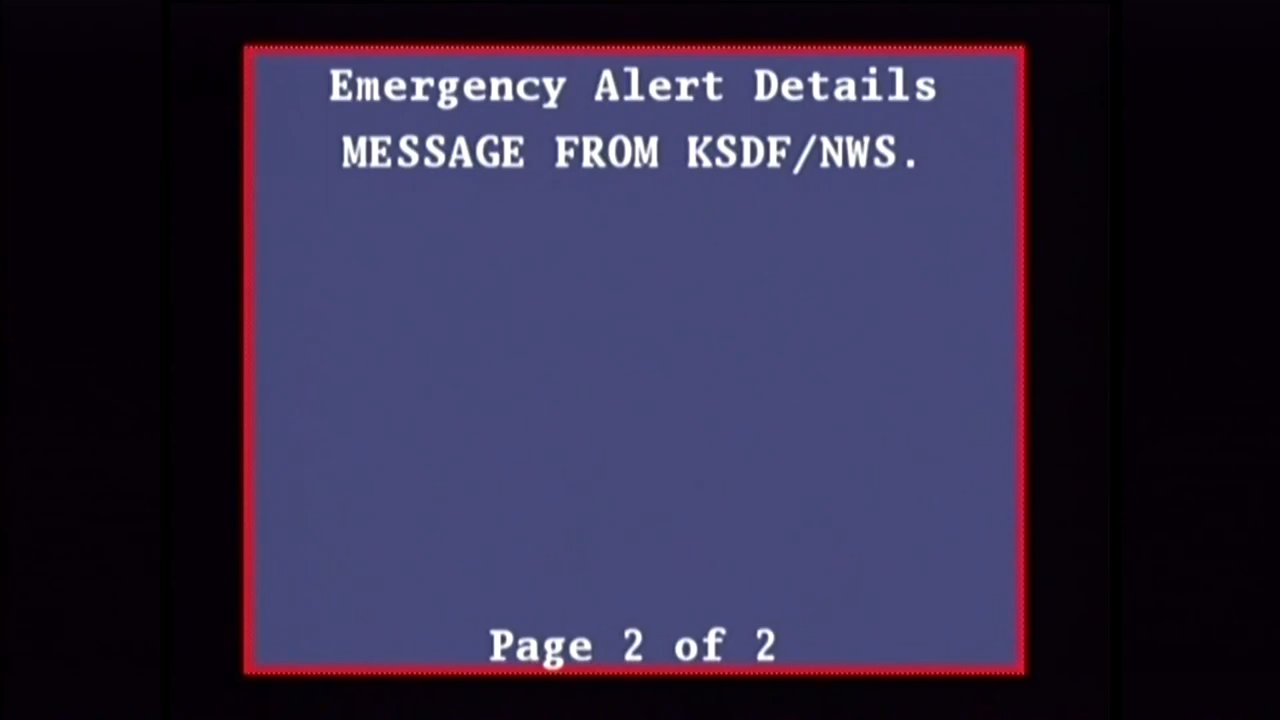 Emergency Alert Details
MESSAGE FROM KSDF/NWS.
Page 2 of 2